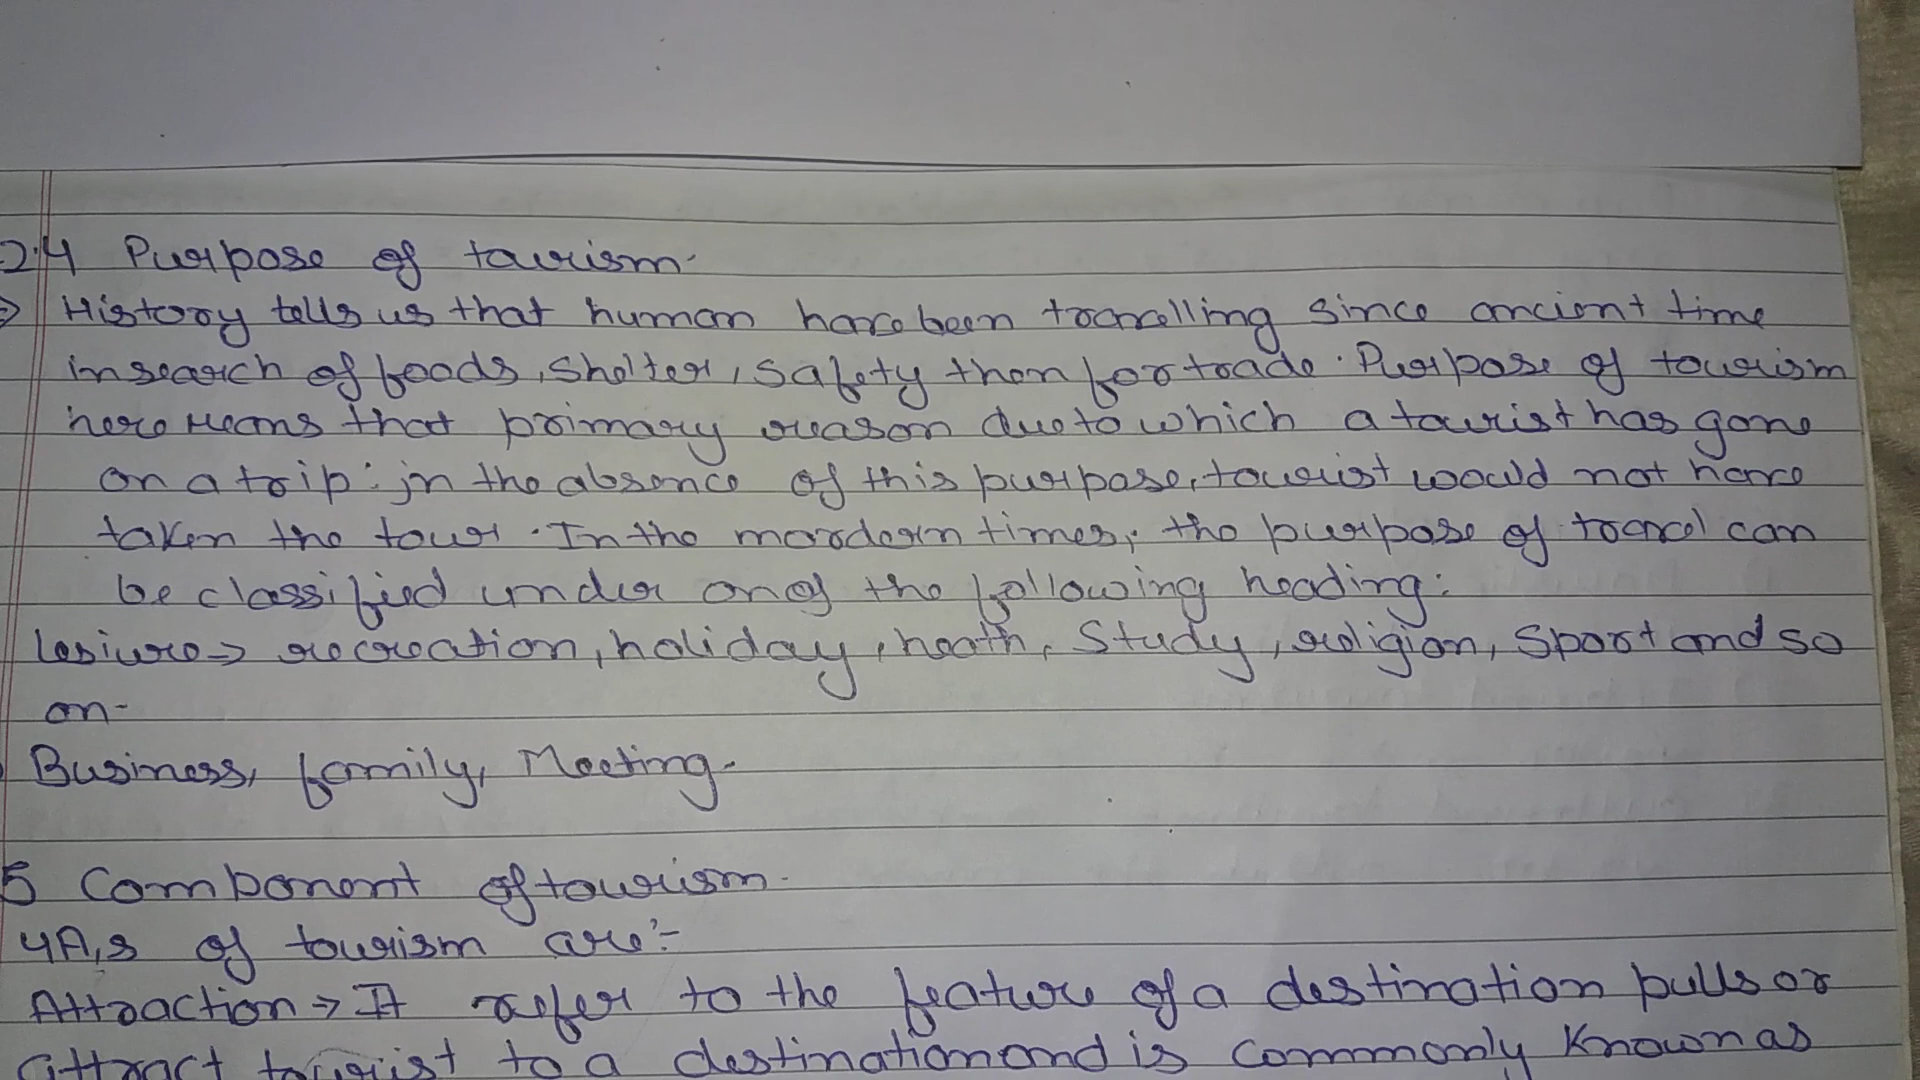 2.4 Purpose of tourism.
⇒ History tells us that human have been travelling since ancient time
in search of foods, Shelter, Safety then for trade. Purpose of tourism
here means that primary reason due to which a tourist has gone
on a trip: in the absence of this purpose, tourist would not have
taken the tour. In the mordern times, the purpose of travel can
be classified under on of the following heading:
lesiure → recreation, holiday, heath, Study, religion, Sport and so
on-
Business, family, Meeting.
5 Component of tourism.
4A,s of tourism are:-
Attraction → It refer to the feature of a destination pulls or
attract tourist to a destination and is commonly known as